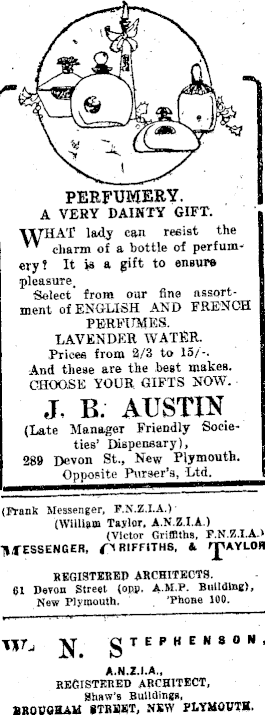 PERFUMERY.
A VERY DAINTY GIFT.
WHAT lady can resist the
charm of a bottle of perfum-
ery? It is a gift to ensure
pleasure.
Select from our fine assort-
ment of ENGLISH AND FRENCH
PERFUMES.
LAVENDER WATER.
Prices from 2/3 to 15/-.
And these are the best makes.
CHOOSE YOUR GIFTS NOW.
J. B. AUSTIN
(Late Manager Friendly Socie-
ties' Dispensary),
289 Devon St., New Plymouth.
Opposite Purser's, Ltd.
(Frank Messenger, F.N.Z.I.A.)
(William Taylor, A.N.Z.I.A.)
(Victor Griffiths, F.N.Z.I.A.)
MESSENGER, GRIFFITHS, & TAYLOR
REGISTERED ARCHITECTS.
61 Devon Street (opp. A.M.P. Building),
New Plymouth. 'Phone 100.
W. N. STEPHENSON,
A.N.Z.I.A.,
REGISTERED ARCHITECT,
Shaw's Buildings,
BROUGHAM STREET, NEW PLYMOUTH.